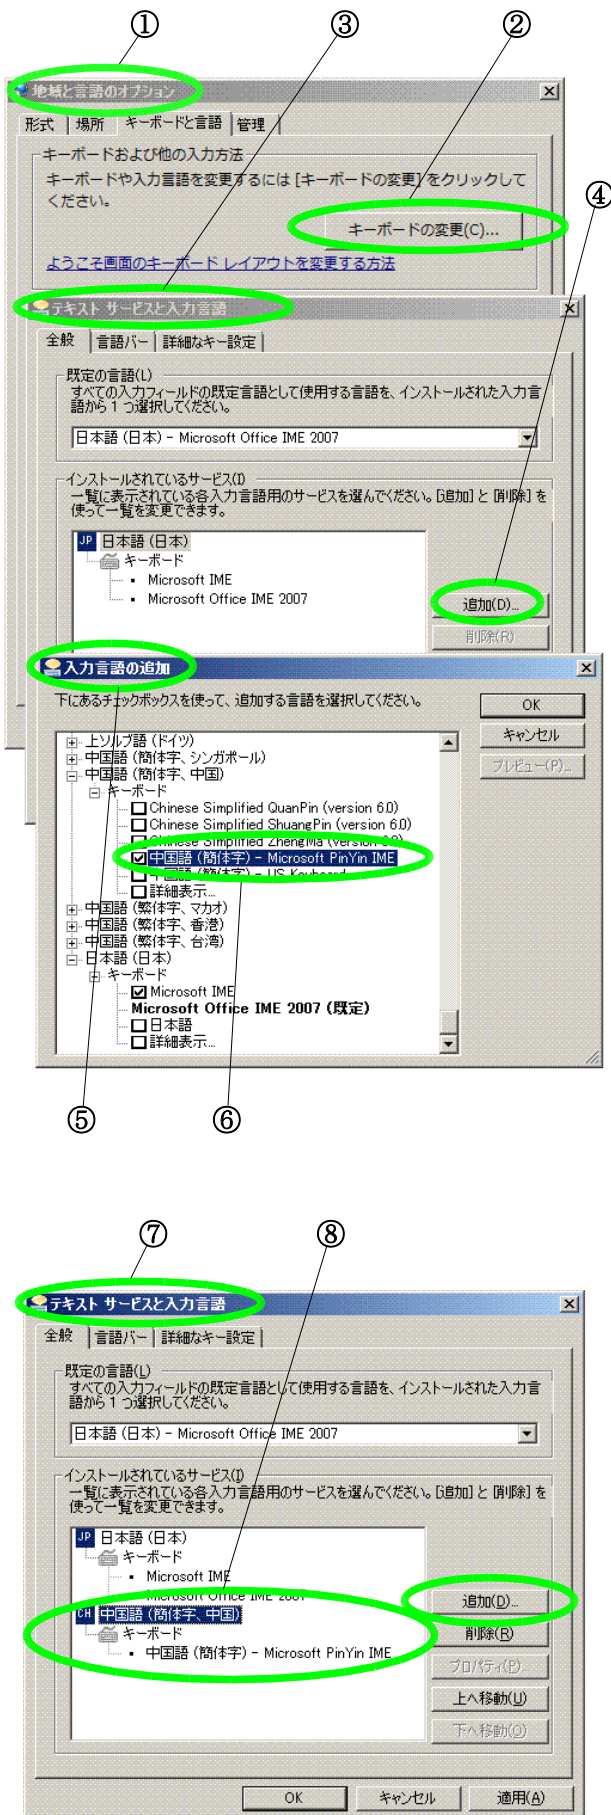 ① ③ ②
地域と言語のオプション
形式 場所 キーボードと言語 管理
キーボードおよび他の入力方法
キーボードや入力言語を変更するには [キーボードの変更] をクリックして
ください。
④
キーボードの変更(C)...
ようこそ画面のキーボード レイアウトを変更する方法
テキスト サービスと入力言語
全般 言語バー 詳細なキー設定
既定の言語(L)
すべての入力フィールドの既定言語として使用する言語を、インストールされた入力言
語から 1 つ選択してください。
日本語 (日本) - Microsoft Office IME 2007
インストールされているサービス(I)
一覧に表示されている各入力言語用のサービスを選んでください。[追加] と [削除] を
使って一覧を変更できます。
JP 日本語 (日本)
キーボード
Microsoft IME
Microsoft Office IME 2007
追加(D)...
削除(R)
入力言語の追加
下にあるチェックボックスを使って、追加する言語を選択してください。
OK
キャンセル
プレビュー(P)...
上ソルブ語 (ドイツ)
中国語 (簡体字、シンガポール)
中国語 (簡体字、中国)
キーボード
Chinese Simplified QuanPin (version 6.0)
Chinese Simplified ShuangPin (version 6.0)
Chinese Simplified ZhengMa (version 6.0)
中国語 (簡体字) - Microsoft PinYin IME
中国語 (簡体字) - US Keyboard
詳細表示...
中国語 (繁体字、マカオ)
中国語 (繁体字、香港)
中国語 (繁体字、台湾)
日本語 (日本)
キーボード
Microsoft IME
Microsoft Office IME 2007 (既定)
日本語
詳細表示...
⑤ ⑥
⑦ ⑧
テキスト サービスと入力言語
全般 言語バー 詳細なキー設定
既定の言語(L)
すべての入力フィールドの既定言語として使用する言語を、インストールされた入力言
語から 1 つ選択してください。
日本語 (日本) - Microsoft Office IME 2007
インストールされているサービス(I)
一覧に表示されている各入力言語用のサービスを選んでください。[追加] と [削除] を
使って一覧を変更できます。
JP 日本語 (日本)
キーボード
Microsoft IME
Microsoft Office IME 2007
CH 中国語 (簡体字、中国)
キーボード
中国語 (簡体字) - Microsoft PinYin IME
追加(D)...
削除(R)
プロパティ(P)...
上へ移動(U)
下へ移動(O)
OK キャンセル 適用(A)